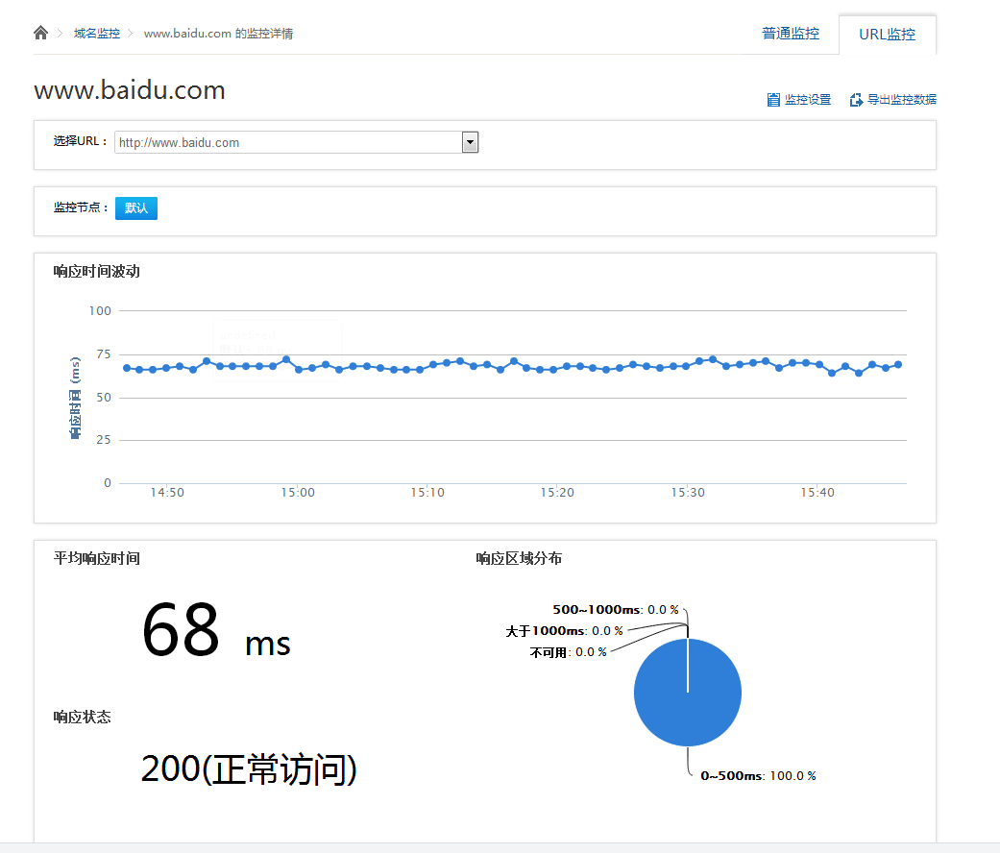 域名监控 www.baidu.com 的监控详情
普通监控 URL监控
www.baidu.com
监控设置 导出监控数据
选择URL： http://www.baidu.com
监控节点： 默认
响应时间波动
响应时间 (ms)
100
75
50
25
0
14:50 15:00 15:10 15:20 15:30 15:40
平均响应时间
68 ms
响应状态
200(正常访问)
响应区域分布
500~1000ms: 0.0 %
大于1000ms: 0.0 %
不可用: 0.0 %
0~500ms: 100.0 %